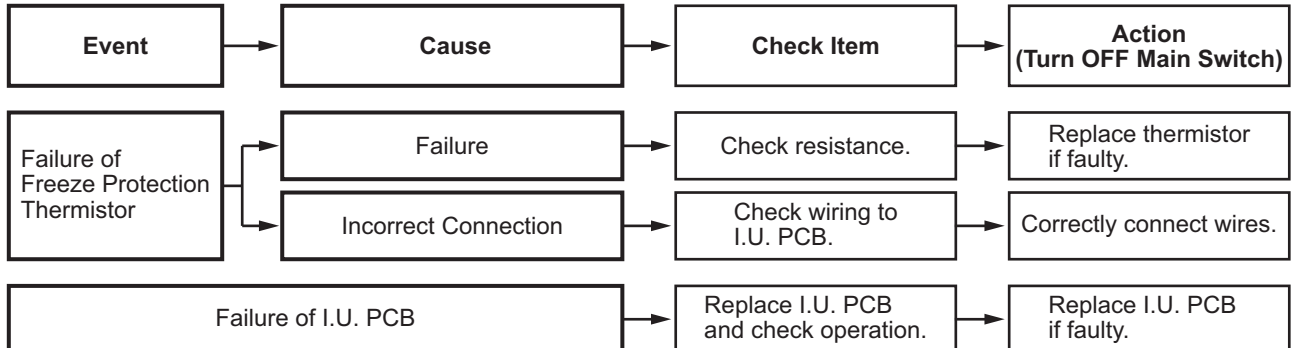 Event
Cause
Check Item
Action
(Turn OFF Main Switch)
Failure of
Freeze Protection
Thermistor
Failure
Check resistance.
Replace thermistor
if faulty.
Incorrect Connection
Check wiring to
I.U. PCB.
Correctly connect wires.
Failure of I.U. PCB
Replace I.U. PCB
and check operation.
Replace I.U. PCB
if faulty.